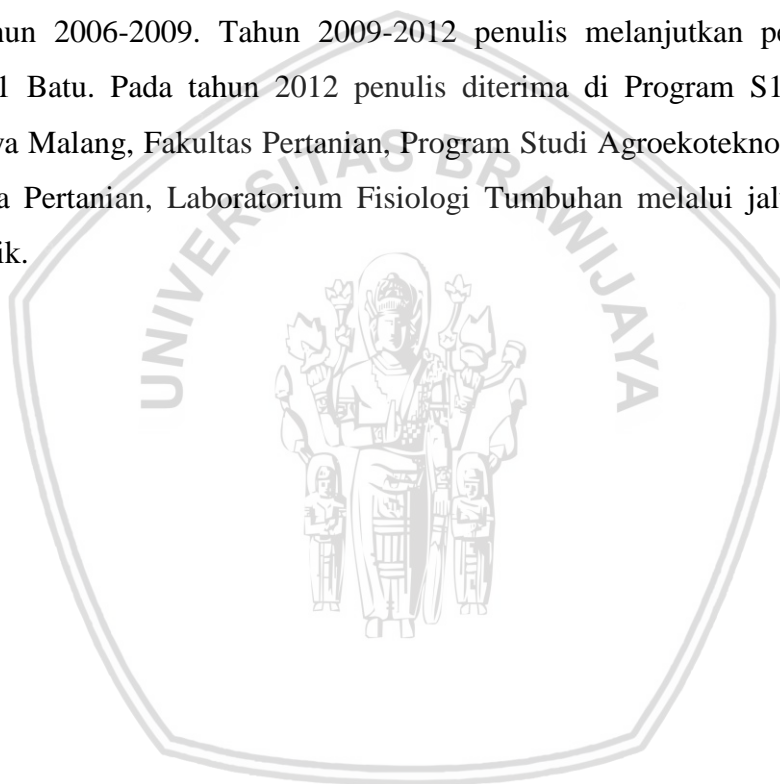 hun 2006-2009. Tahun 2009-2012 penulis melanjutkan pe
1 Batu. Pada tahun 2012 penulis diterima di Program S1
ya Malang, Fakultas Pertanian, Program Studi Agroekotekno
a Pertanian, Laboratorium Fisiologi Tumbuhan melalui jal
ik.
UNIVERSITAS BRAWIJAYA